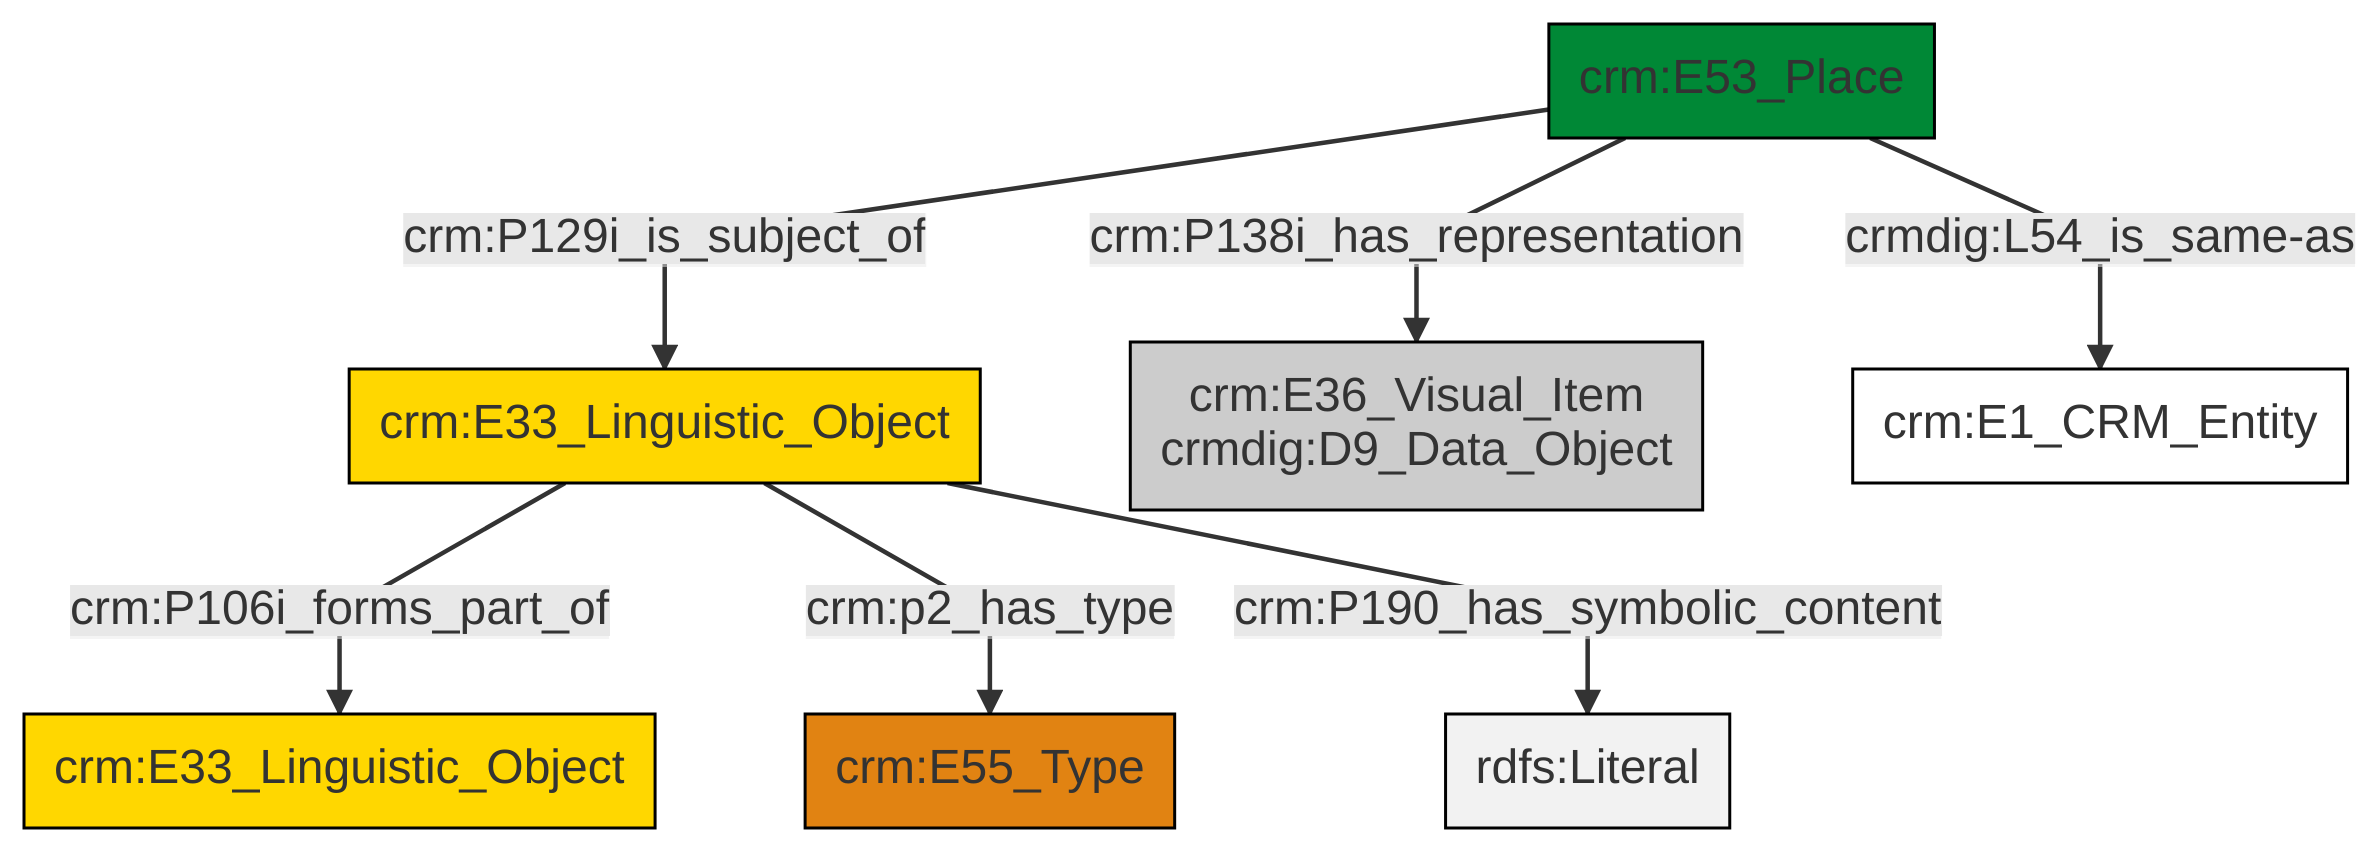 crm:E53_Place
crm:P129i_is_subject_of
crm:P138i_has_representation
crmdig:L54_is_same-as
crm:E33_Linguistic_Object
crm:E36_Visual_Item
crmdig:D9_Data_Object
crm:E1_CRM_Entity
crm:P106i_forms_part_of
crm:p2_has_type
crm:P190_has_symbolic_content
crm:E33_Linguistic_Object
crm:E55_Type
rdfs:Literal